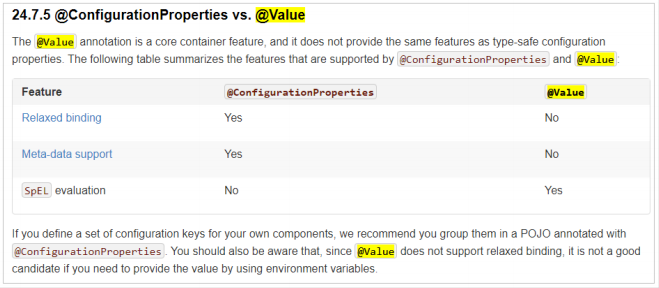 24.7.5 @ConfigurationProperties vs. @Value
The @Value annotation is a core container feature, and it does not provide the same features as type-safe configuration
properties. The following table summarizes the features that are supported by @ConfigurationProperties and @Value:
Feature @ConfigurationProperties @Value
Relaxed binding Yes No
Meta-data support Yes No
SpEL evaluation No Yes
If you define a set of configuration keys for your own components, we recommend you group them in a POJO annotated with
@ConfigurationProperties. You should also be aware that, since @Value does not support relaxed binding, it is not a good
candidate if you need to provide the value by using environment variables.